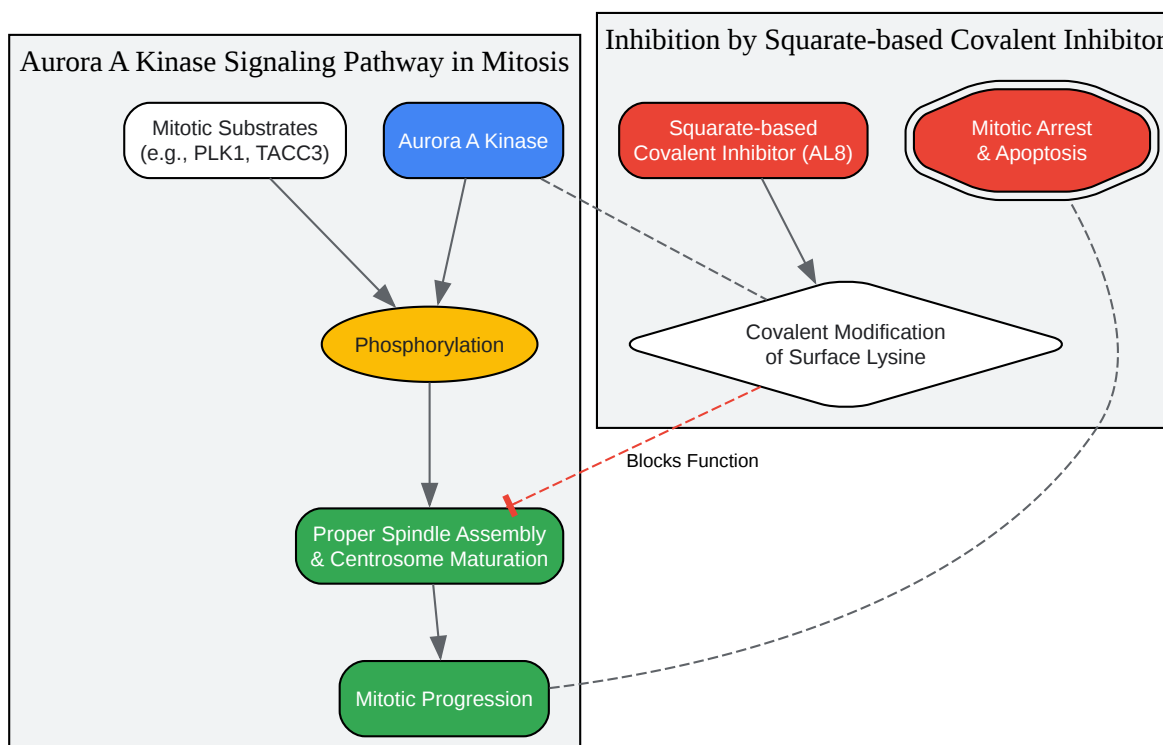 Aurora A Kinase Signaling Pathway in Mitosis
Mitotic Substrates
(e.g., PLK1, TACC3)
Aurora A Kinase
Phosphorylation
Proper Spindle Assembly
& Centrosome Maturation
Mitotic Progression
Inhibition by Squarate-based Covalent Inhibitor
Squarate-based
Covalent Inhibitor (AL8)
Mitotic Arrest
& Apoptosis
Covalent Modification
of Surface Lysine
Blocks Function